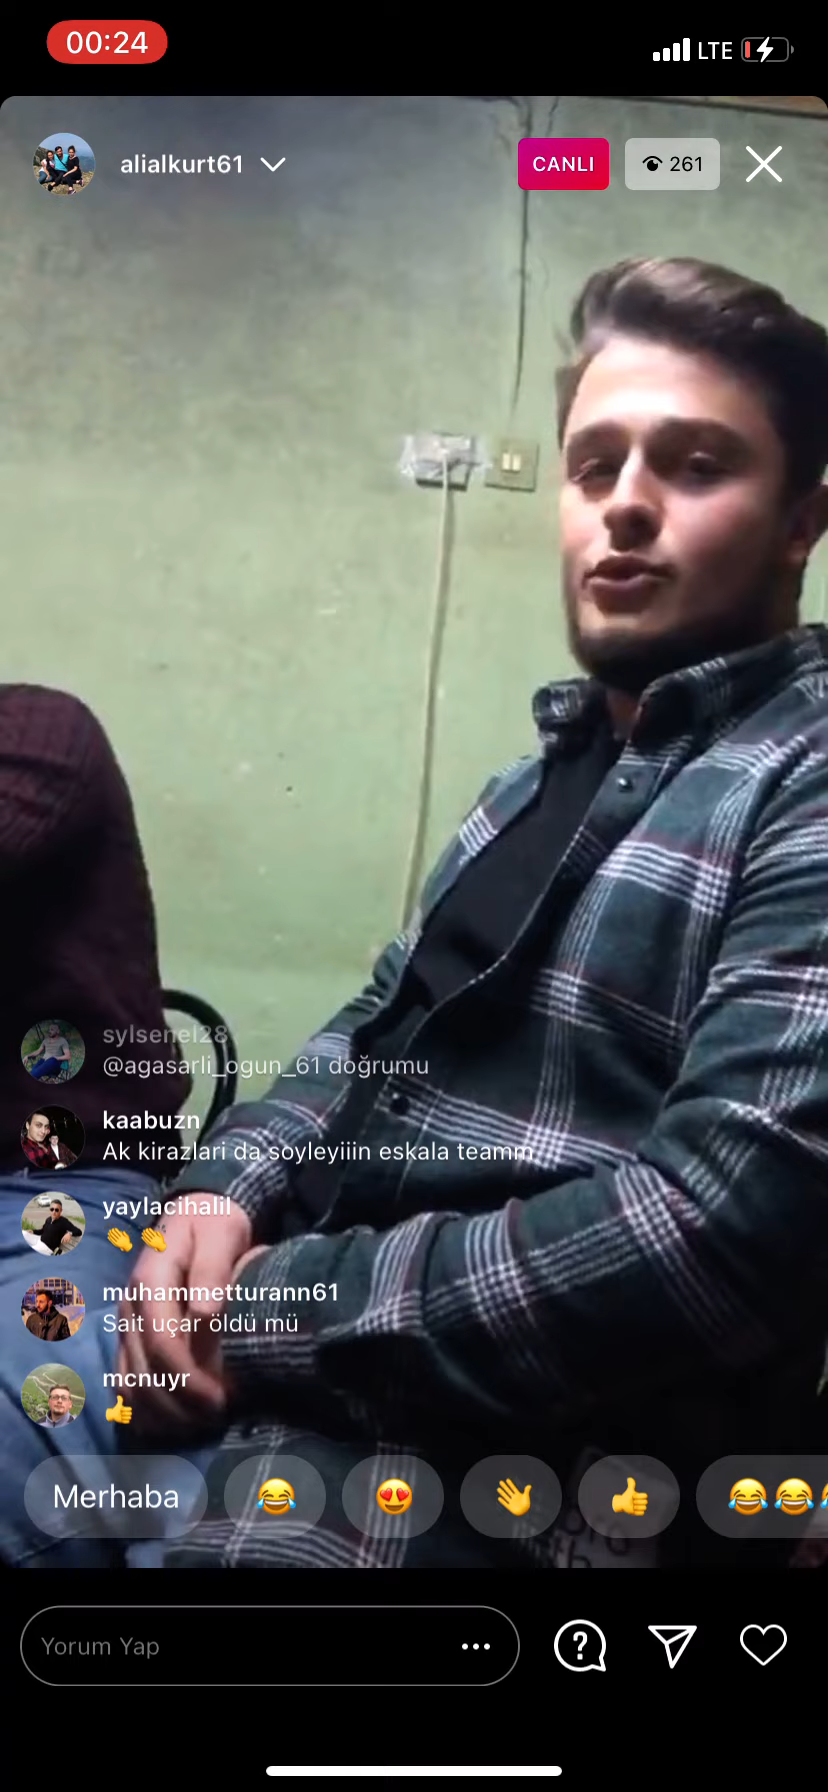 00:24
LTE
alialkurt61
CANLI
261
sylsenel28
@agasarli_ogun_61 doğrumu
kaabuzn
Ak kirazlari da soyleyiiin eskala teamm
yaylacihalil
👏👏
muhammetturann61
Sait uçar öldü mü
mcnuyr
👍
Merhaba
😂
😍
👋
👍
😂😂
Yorum Yap